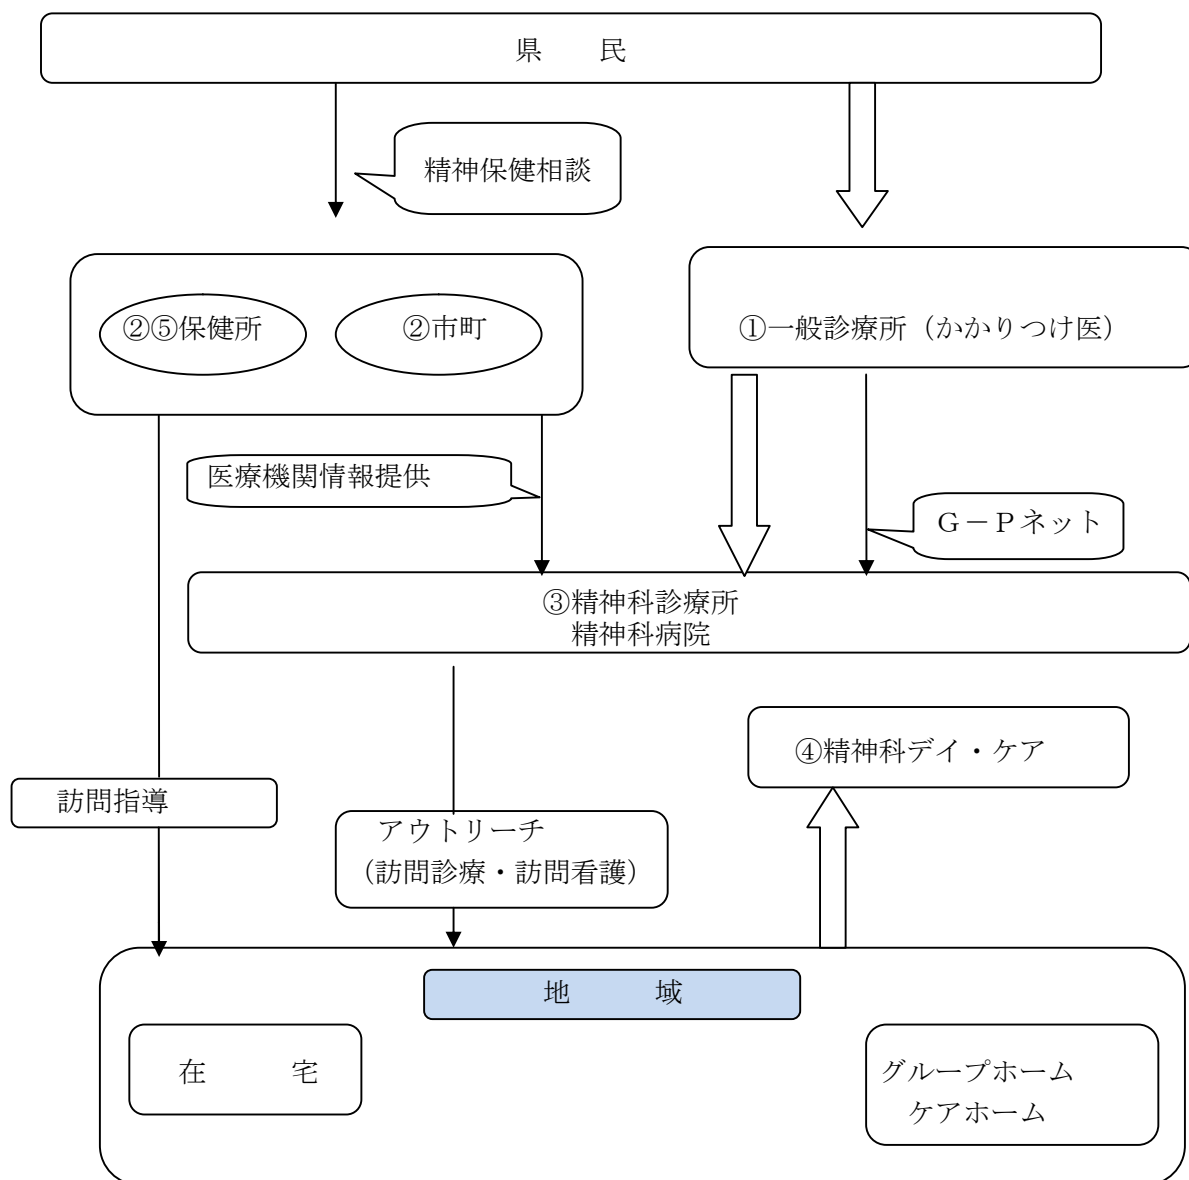 県　　民
精神保健相談
②⑤保健所
②市町
①一般診療所（かかりつけ医）
医療機関情報提供
Ｇ－Ｐネット
③精神科診療所
精神科病院
④精神科デイ・ケア
訪問指導
アウトリーチ
（訪問診療・訪問看護）
地　　　域
在　　　宅
グループホーム
ケアホーム